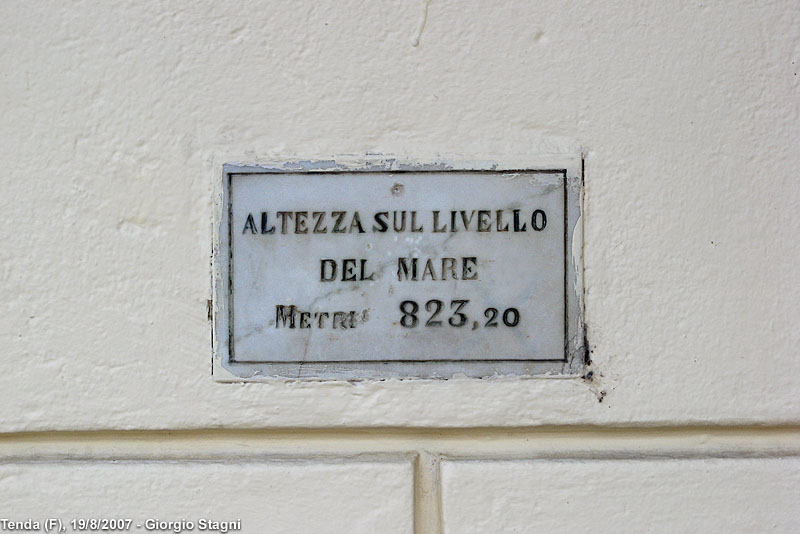 ALTEZZA SUL LIVELLO
DEL MARE
METRI 823,20
Tenda (F), 19/8/2007 - Giorgio Stagni